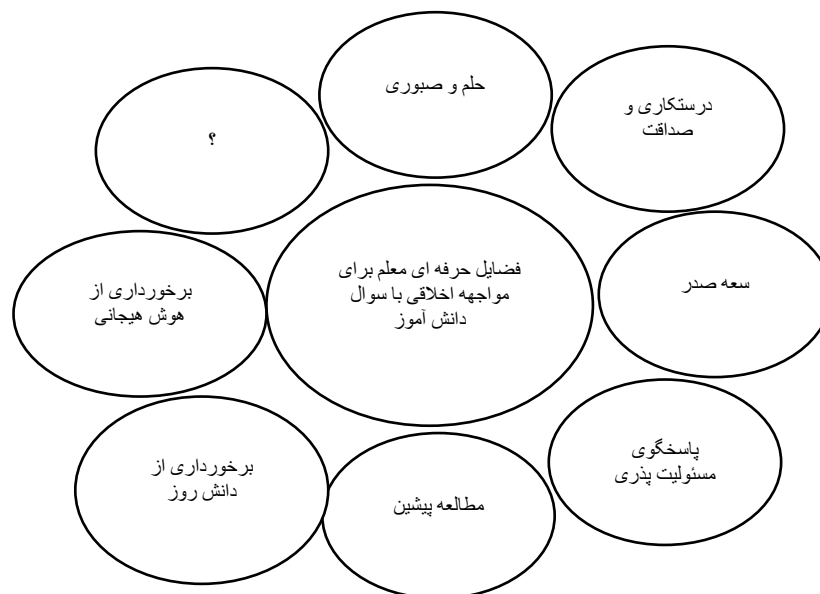 حلم و صبوری
درستکاری و
صداقت
؟
فضایل حرفه ای معلم برای
مواجهه اخلاقی با سوال
دانش آموز
سعه صدر
برخورداری از
هوش هیجانی
پاسخگوی
مسئولیت پذری
برخورداری از
دانش روز
مطالعه پیشین